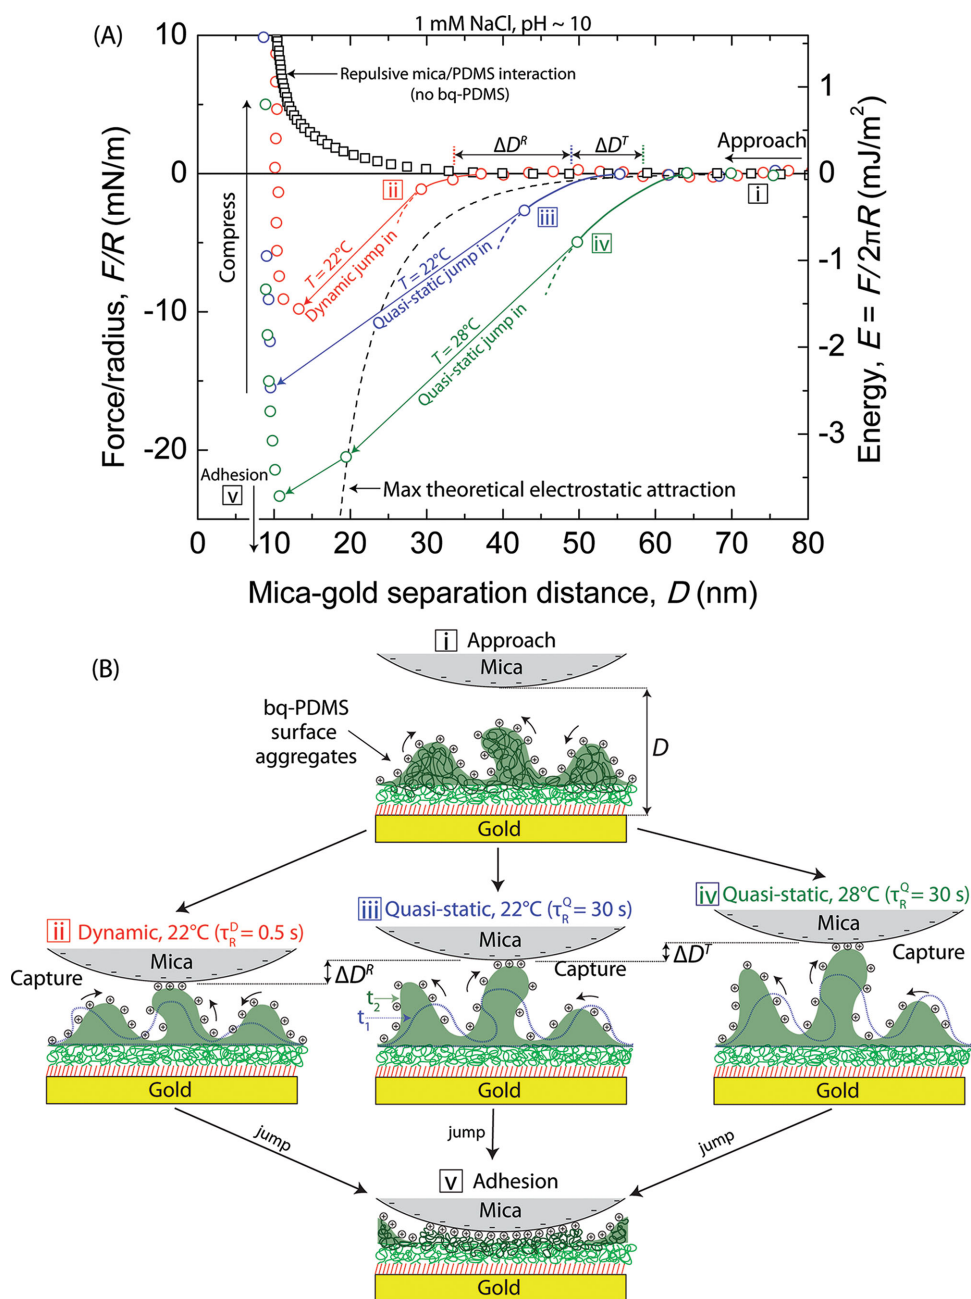 1 mM NaCl, pH ~ 10
(A)
10
0
-10
-20
Force/radius, F/R (mN/m)
Repulsive mica/PDMS interaction
(no bq-PDMS)
ΔD^R
ΔD^T
Approach
i
ii
iii
iv
Compress
T = 22°C
Dynamic jump in
T = 22°C
Quasi-static jump in
T = 28°C
Quasi-static jump in
Adhesion
v
Max theoretical electrostatic attraction
1
0
-1
-2
-3
Energy, E = F/2πR (mJ/m²)
0 10 20 30 40 50 60 70 80
Mica-gold separation distance, D (nm)
(B)
i Approach
Mica
bq-PDMS
surface
aggregates
D
Gold
ii Dynamic, 22°C (τ_R^D = 0.5 s)
Mica
Capture
Gold
ΔD^R
iii Quasi-static, 22°C (τ_R^Q = 30 s)
Mica
Capture
t₂
t₁
Gold
ΔD^T
iv Quasi-static, 28°C (τ_R^Q = 30 s)
Mica
Capture
Gold
jump
jump
jump
v Adhesion
Mica
Gold